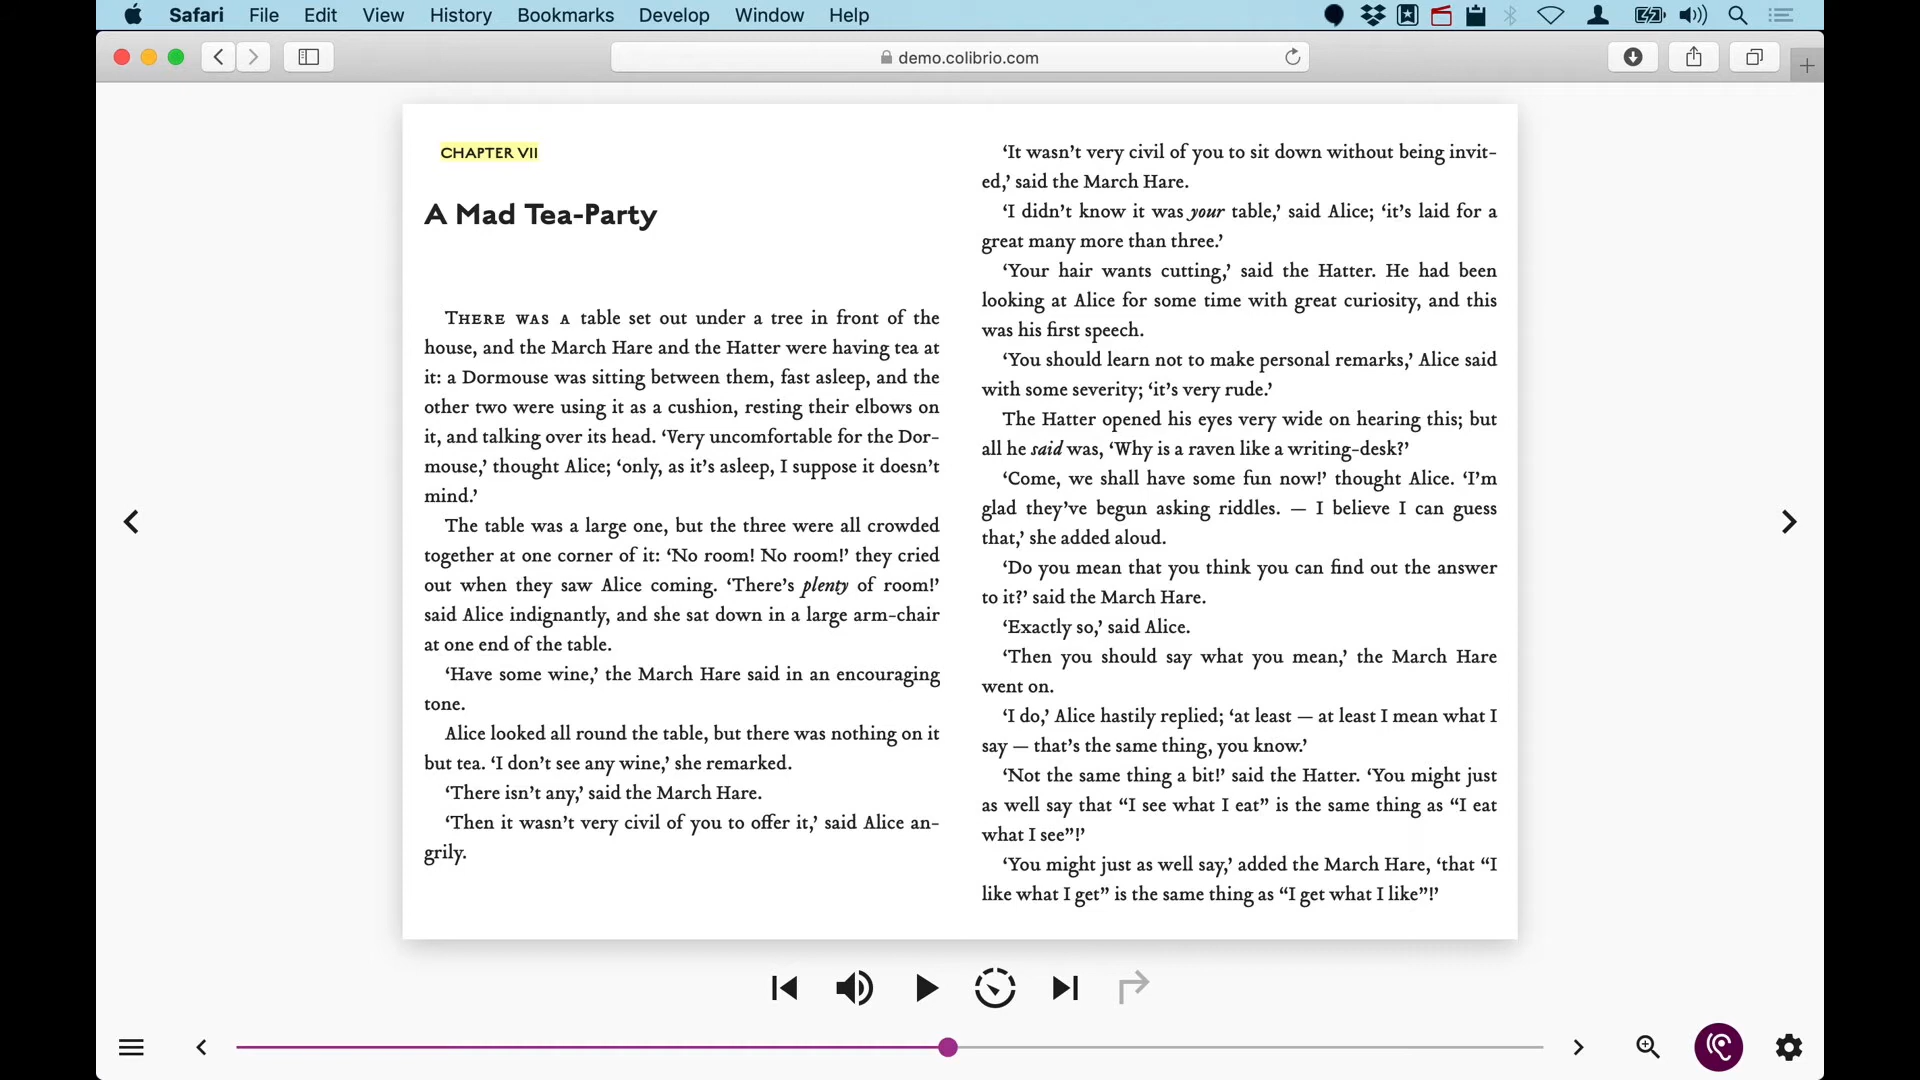 Safari File Edit View History Bookmarks Develop Window Help
demo.colibrio.com
CHAPTER VII
A Mad Tea-Party
THERE WAS A table set out under a tree in front of the
house, and the March Hare and the Hatter were having tea at
it: a Dormouse was sitting between them, fast asleep, and the
other two were using it as a cushion, resting their elbows on
it, and talking over its head. ‘Very uncomfortable for the Dor-
mouse,’ thought Alice; ‘only, as it’s asleep, I suppose it doesn’t
mind.’
The table was a large one, but the three were all crowded
together at one corner of it: ‘No room! No room!’ they cried
out when they saw Alice coming. ‘There’s plenty of room!’
said Alice indignantly, and she sat down in a large arm-chair
at one end of the table.
‘Have some wine,’ the March Hare said in an encouraging
tone.
Alice looked all round the table, but there was nothing on it
but tea. ‘I don’t see any wine,’ she remarked.
‘There isn’t any,’ said the March Hare.
‘Then it wasn’t very civil of you to offer it,’ said Alice an-
grily.
‘It wasn’t very civil of you to sit down without being invit-
ed,’ said the March Hare.
‘I didn’t know it was your table,’ said Alice; ‘it’s laid for a
great many more than three.’
‘Your hair wants cutting,’ said the Hatter. He had been
looking at Alice for some time with great curiosity, and this
was his first speech.
‘You should learn not to make personal remarks,’ Alice said
with some severity; ‘it’s very rude.’
The Hatter opened his eyes very wide on hearing this; but
all he said was, ‘Why is a raven like a writing-desk?’
‘Come, we shall have some fun now!’ thought Alice. ‘I’m
glad they’ve begun asking riddles. — I believe I can guess
that,’ she added aloud.
‘Do you mean that you think you can find out the answer
to it?’ said the March Hare.
‘Exactly so,’ said Alice.
‘Then you should say what you mean,’ the March Hare
went on.
‘I do,’ Alice hastily replied; ‘at least — at least I mean what I
say — that’s the same thing, you know.’
‘Not the same thing a bit!’ said the Hatter. ‘You might just
as well say that “I see what I eat” is the same thing as “I eat
what I see”!’
‘You might just as well say,’ added the March Hare, ‘that “I
like what I get” is the same thing as “I get what I like”!’